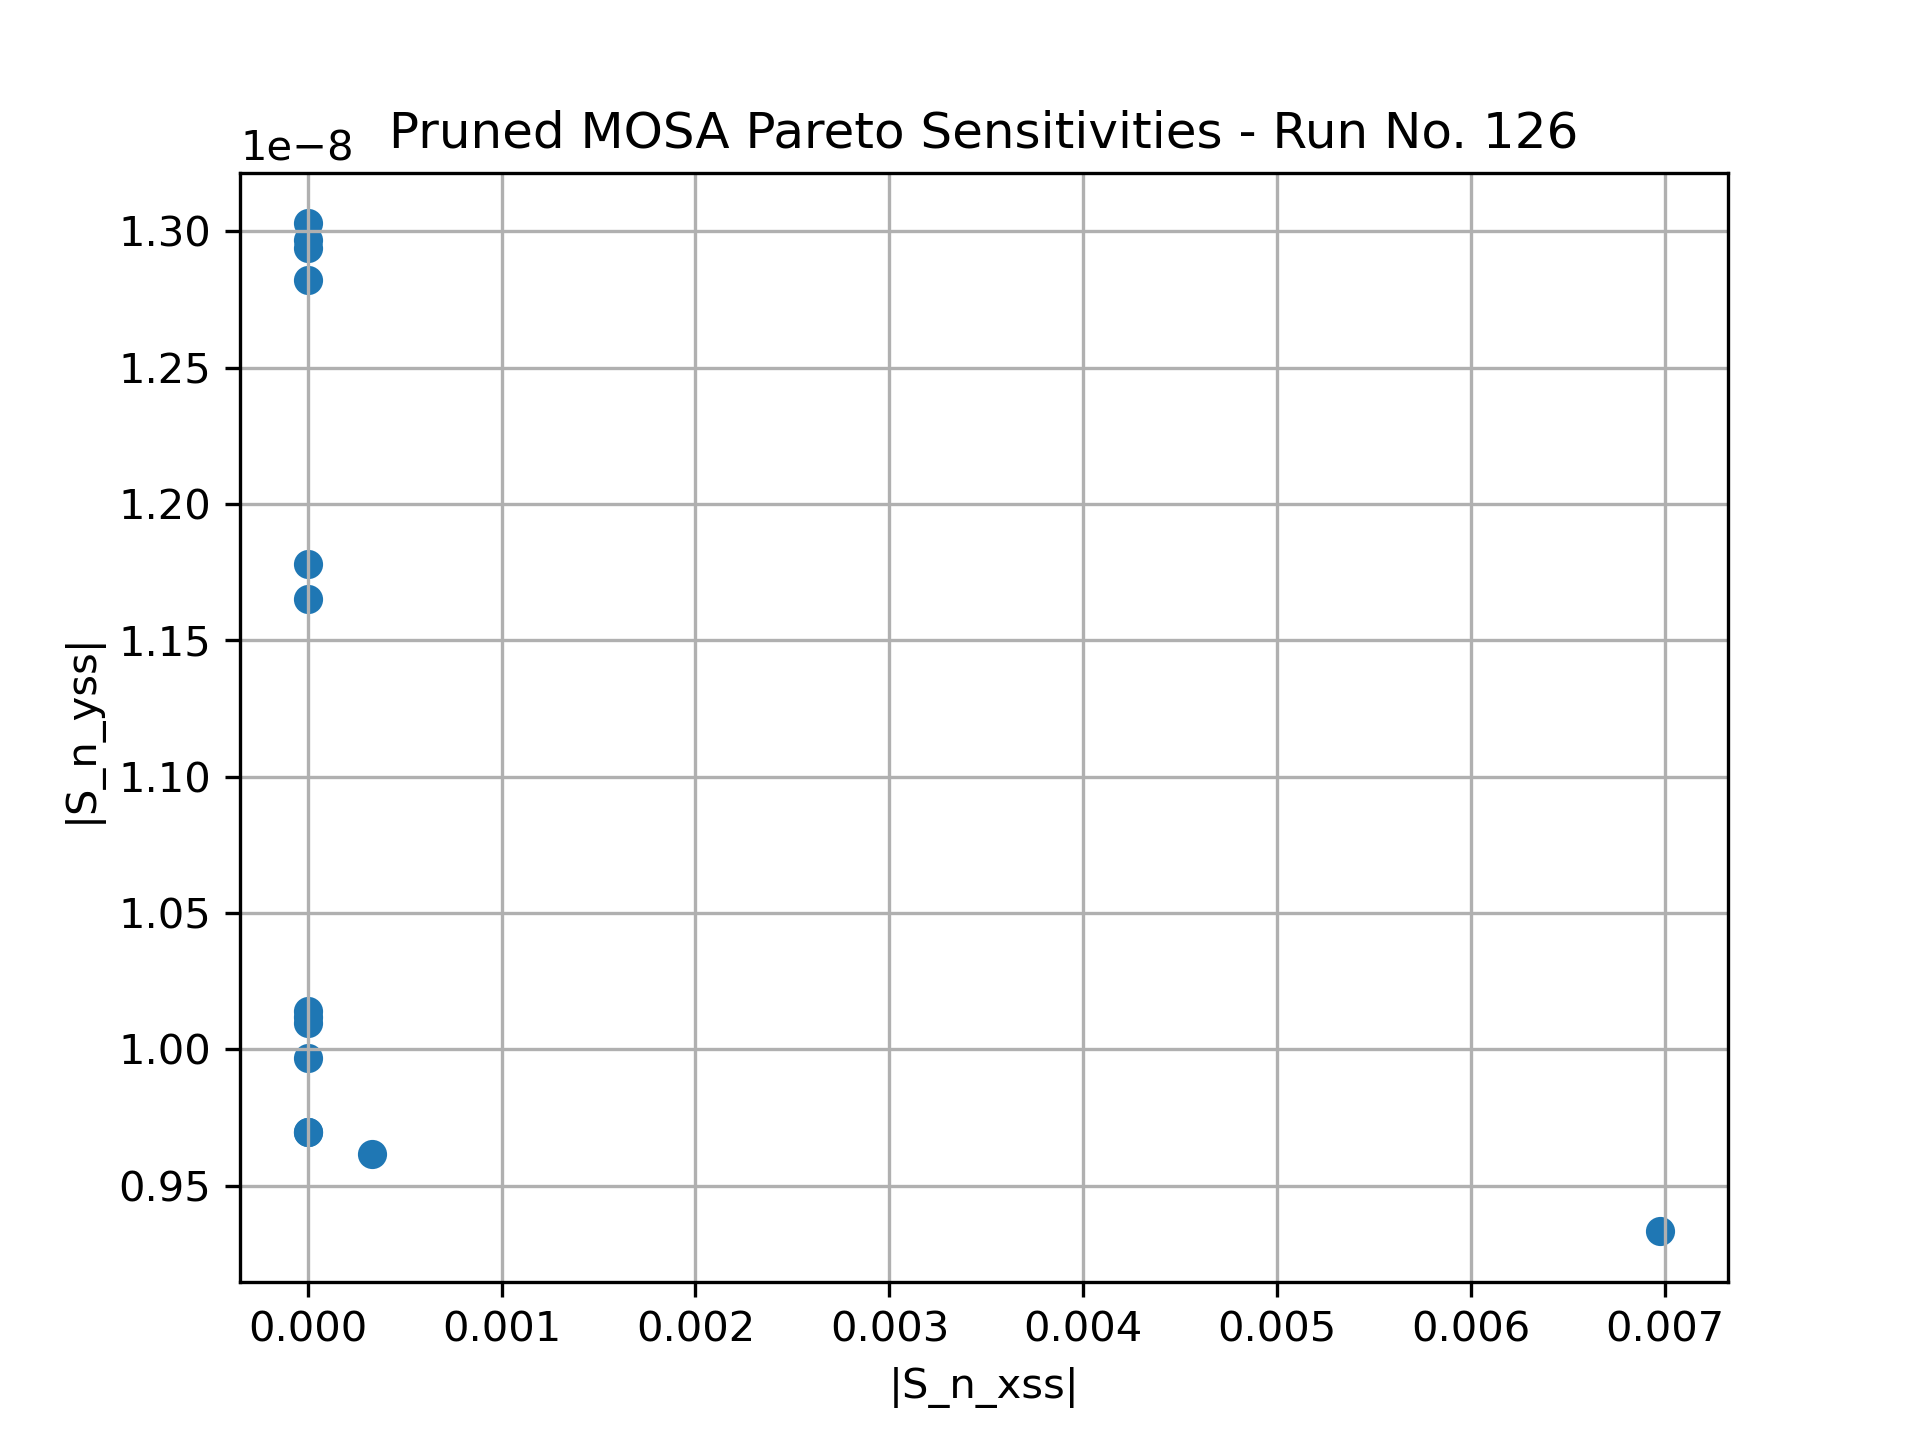 Pruned MOSA Pareto Sensitivities - Run No. 126
1e−8
1.30
1.25
1.20
1.15
1.10
1.05
1.00
0.95
|S_n_yss|
0.000 0.001 0.002 0.003 0.004 0.005 0.006 0.007
|S_n_xss|